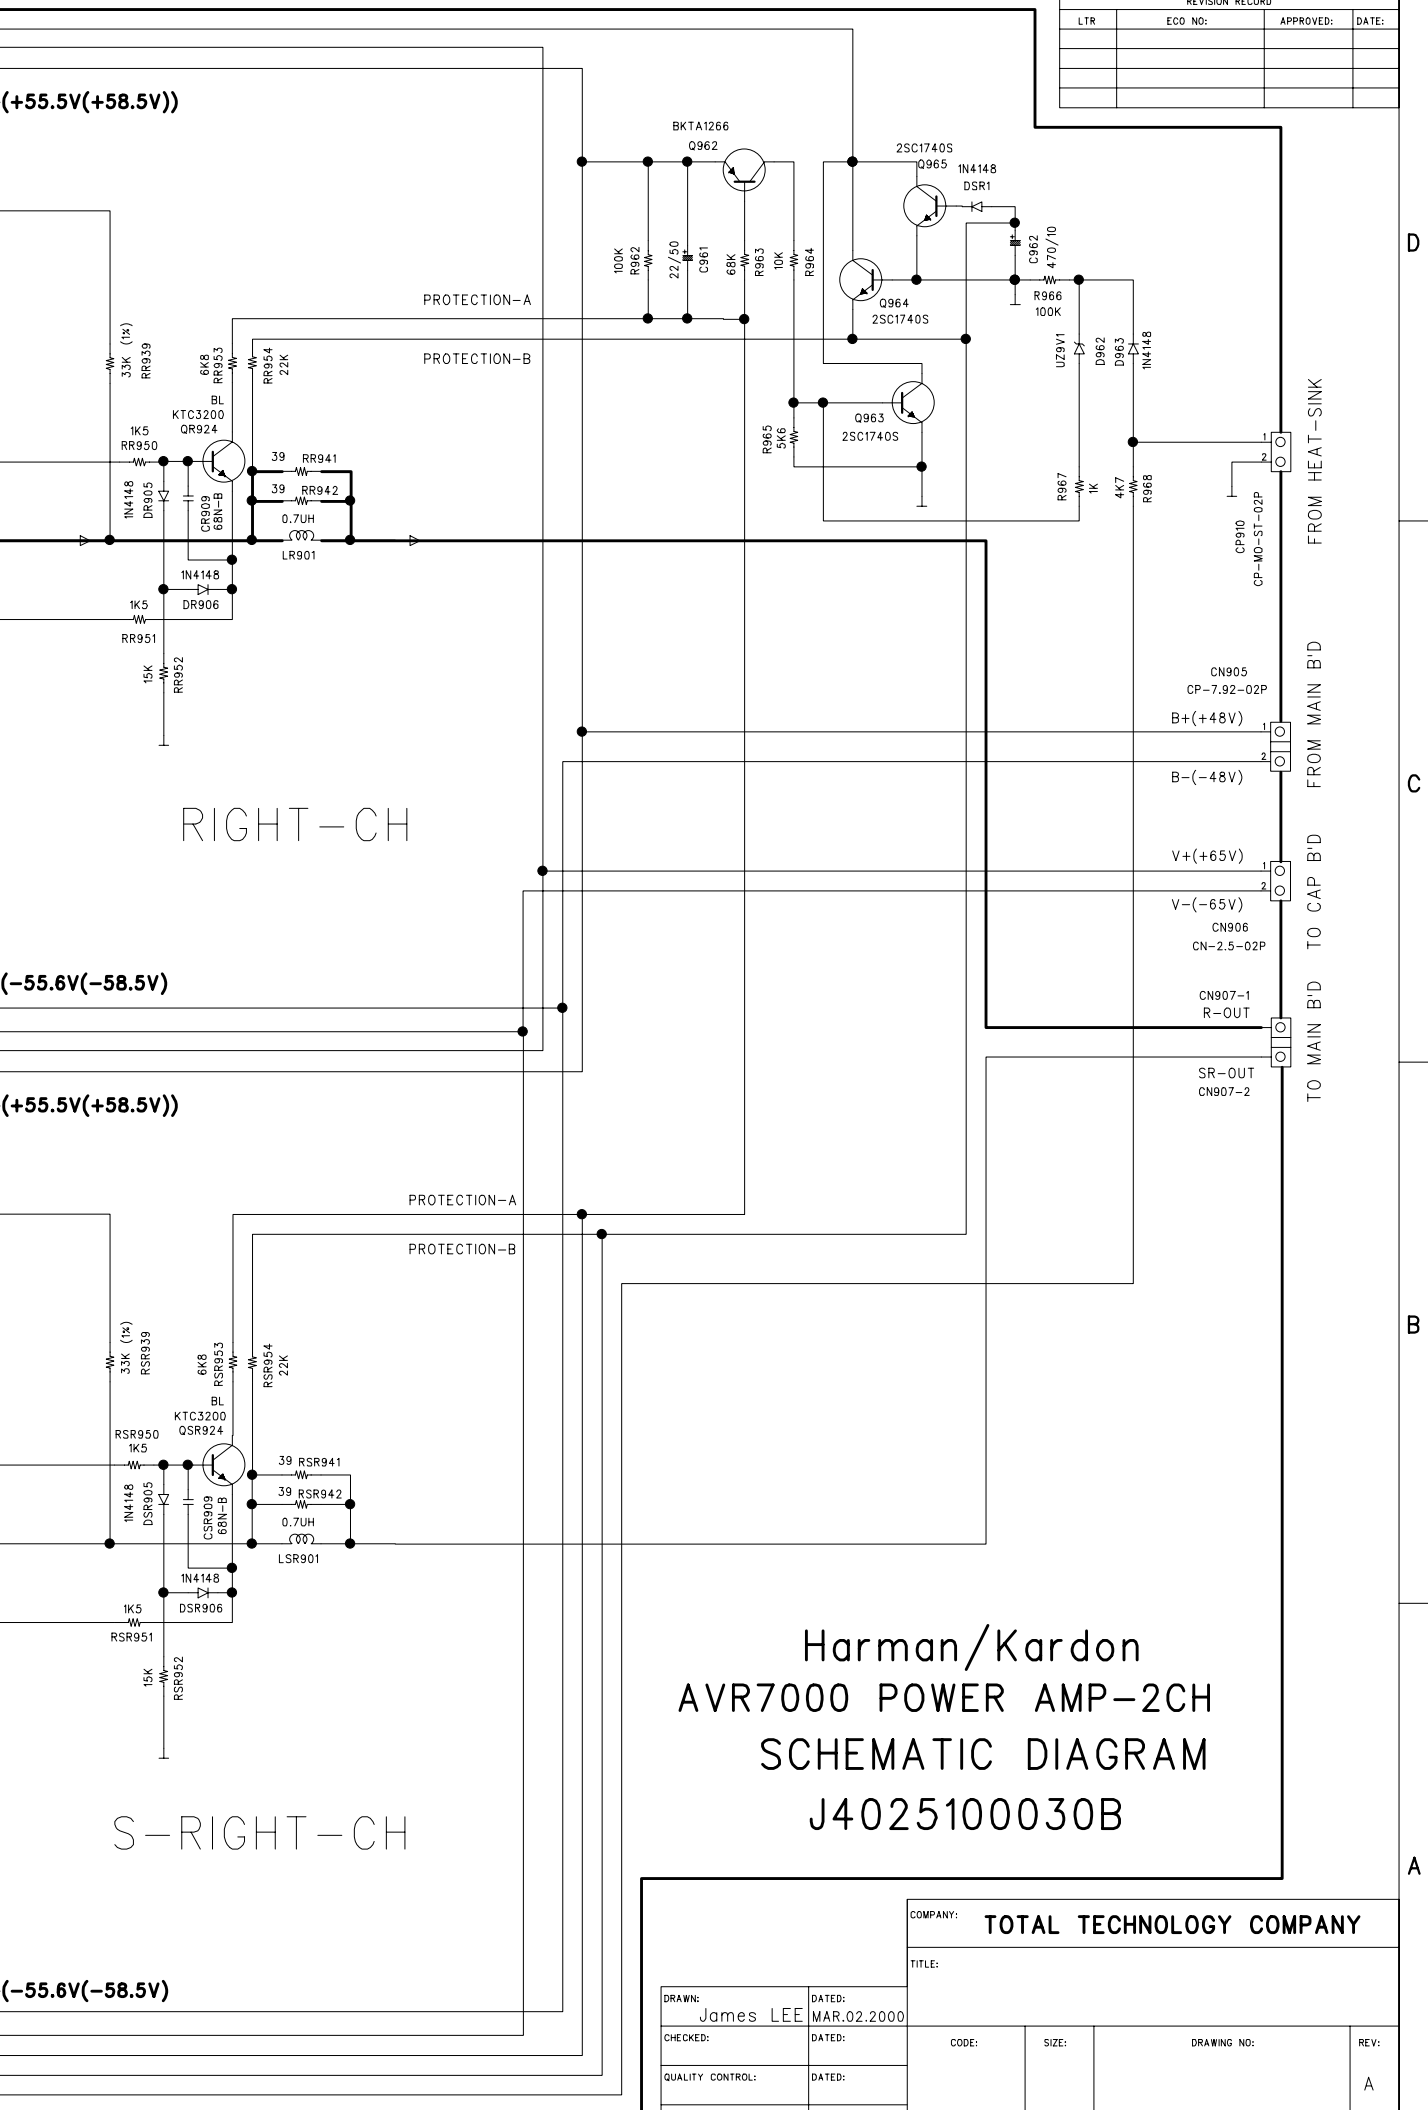 REVISION RECORD
LTR
ECO NO:
APPROVED:
DATE:
(+55.5V(+58.5V))
BKTA1266
Q962
2SC1740S
Q965
1N4148
DSR1
100K
R962
22/50
C961
+
68K
R963
10K
R964
+
C962
470/10
D
R966
100K
Q964
2SC1740S
PROTECTION-A
PROTECTION-B
33K (1%)
RR939
6K8
RR953
RR954
22K
UZ9V1
D962
D963
1N4148
BL
KTC3200
QR924
1K5
RR950
1N4148
DR905
CR909
68N-B
39 RR941
39 RR942
0.7UH
LR901
R965
5K6
Q963
2SC1740S
R967
1K
4K7
R968
1
2
CP910
CP-MO-ST-02P
FROM HEAT-SINK
1N4148
DR906
1K5
RR951
15K
RR952
CN905
CP-7.92-02P
B+(+48V)
1
2
B-(-48V)
FROM MAIN B'D
C
RIGHT-CH
V+(+65V)
1
2
V-(-65V)
CN906
CN-2.5-02P
TO CAP B'D
(-55.6V(-58.5V)
CN907-1
R-OUT
SR-OUT
CN907-2
TO MAIN B'D
(+55.5V(+58.5V))
PROTECTION-A
PROTECTION-B
33K (1%)
RSR939
6K8
RSR953
RSR954
22K
B
BL
KTC3200
QSR924
RSR950
1K5
1N4148
DSR905
CSR909
68N-B
39 RSR941
39 RSR942
0.7UH
LSR901
1N4148
DSR906
1K5
RSR951
15K
RSR952
Harman/Kardon
AVR7000 POWER AMP-2CH
SCHEMATIC DIAGRAM
J4025100030B
S-RIGHT-CH
A
(-55.6V(-58.5V)
COMPANY: TOTAL TECHNOLOGY COMPANY
TITLE:
DRAWN:
James LEE
DATED:
MAR.02.2000
CHECKED:
DATED:
CODE:
SIZE:
DRAWING NO:
REV:
A
QUALITY CONTROL:
DATED: